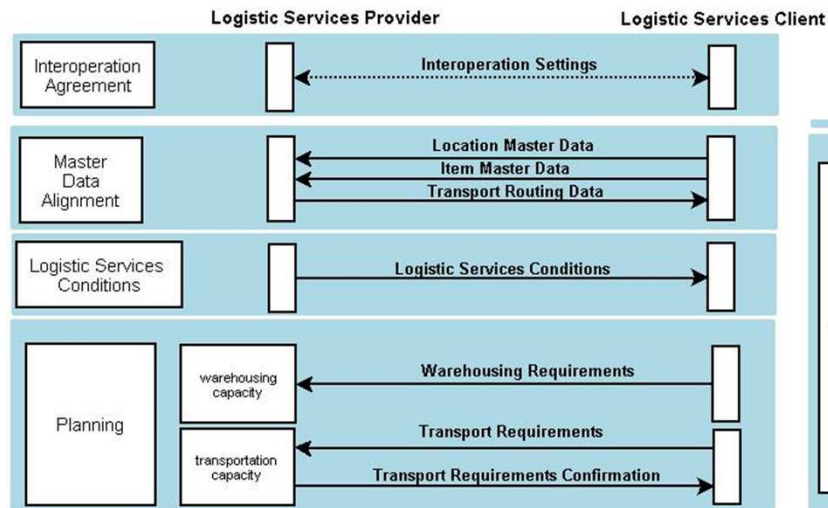 Logistic Services Provider
Logistic Services Client
Interoperation
Agreement
Interoperation Settings
Master
Data
Alignment
Location Master Data
Item Master Data
Transport Routing Data
Logistic Services
Conditions
Logistic Services Conditions
Planning
warehousing
capacity
Warehousing Requirements
transportation
capacity
Transport Requirements
Transport Requirements Confirmation